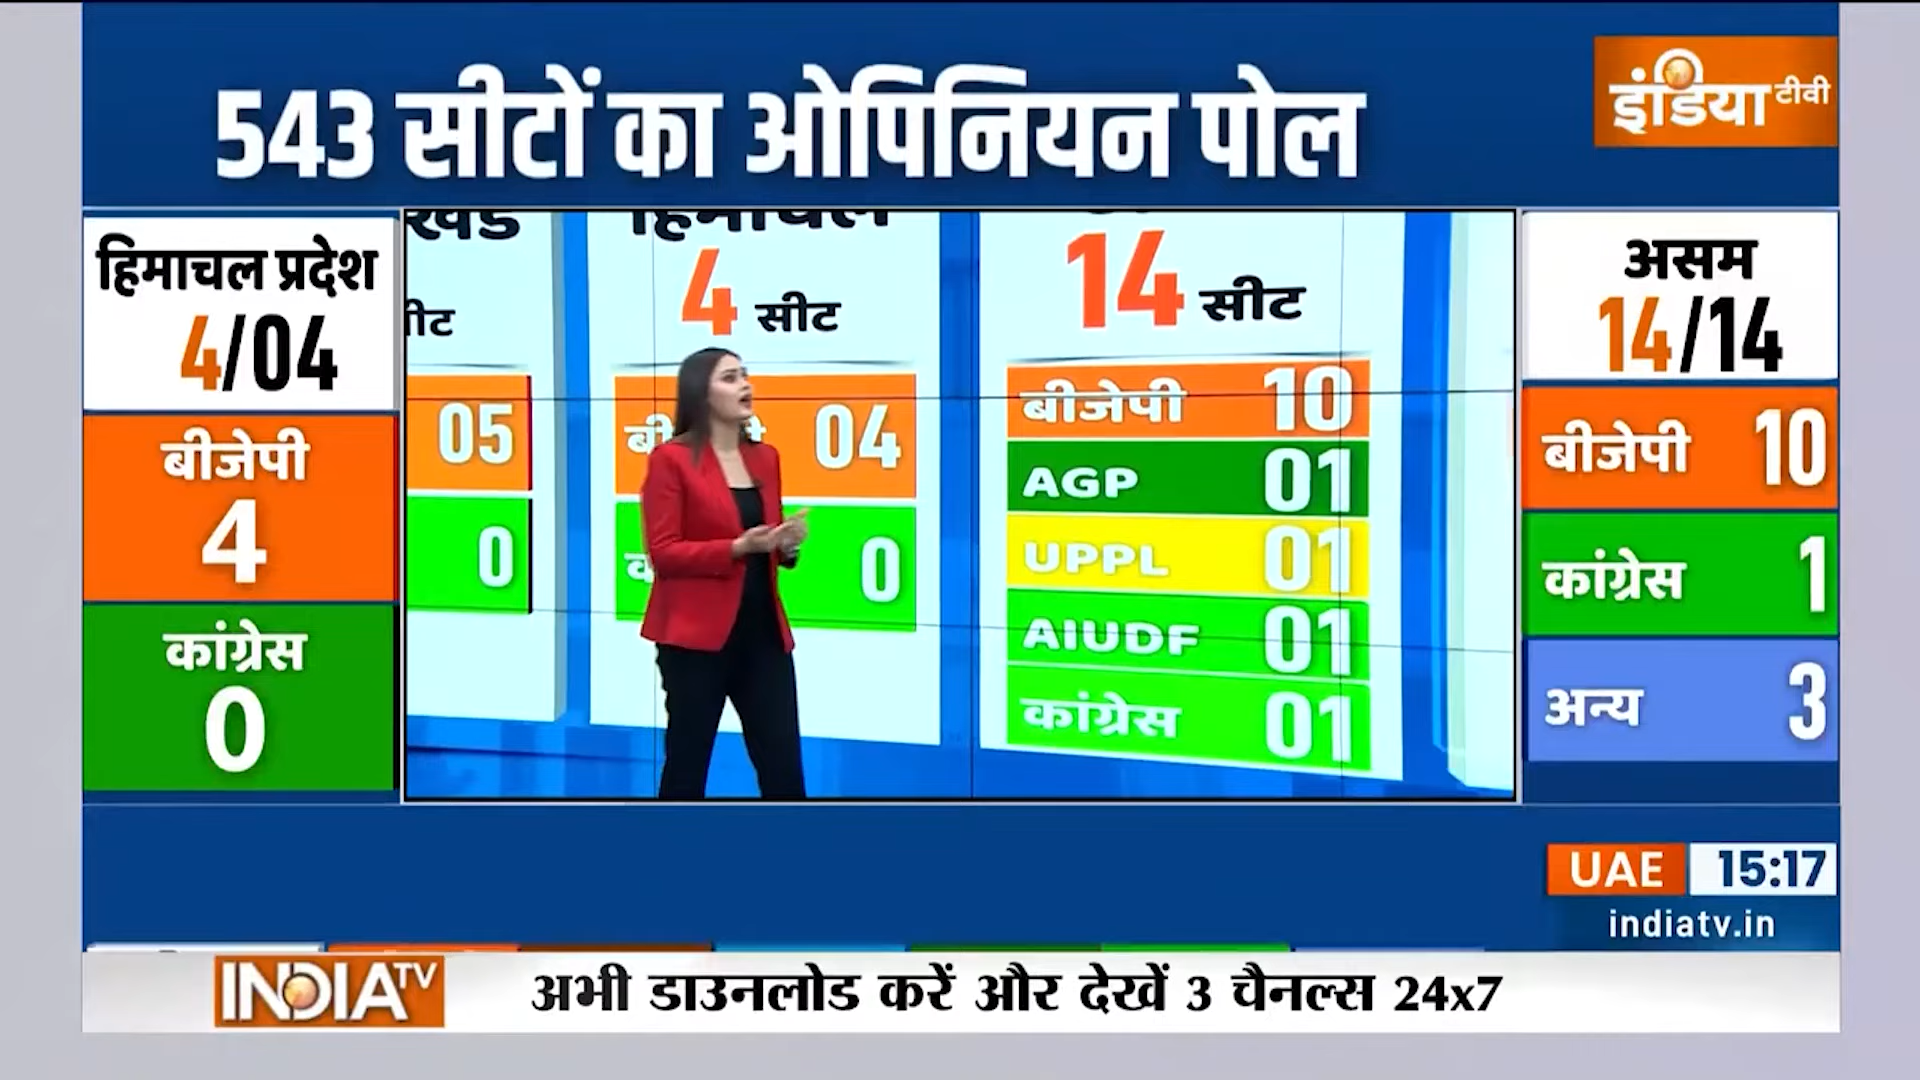 543 सीटों का ओपिनियन पोल
इंडिया टीवी
हिमाचल प्रदेश
4/04
बीजेपी
4
कांग्रेस
0
05
0
हिमाचल
4 सीट
04
0
14 सीट
बीजेपी 10
AGP 01
UPPL 01
AIUDF 01
कांग्रेस 01
असम
14/14
बीजेपी 10
कांग्रेस 1
अन्य 3
UAE 15:17
indiatv.in
INDIA TV
अभी डाउनलोड करें और देखें 3 चैनल्स 24x7